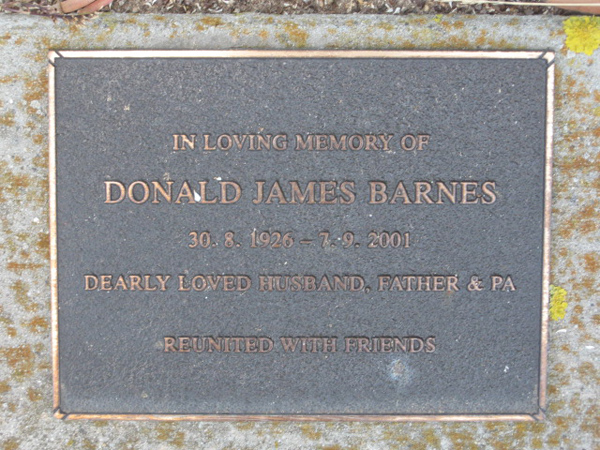 IN LOVING MEMORY OF
DONALD JAMES BARNES
30. 8. 1926 – 7. 9. 2001
DEARLY LOVED HUSBAND, FATHER & PA
REUNITED WITH FRIENDS